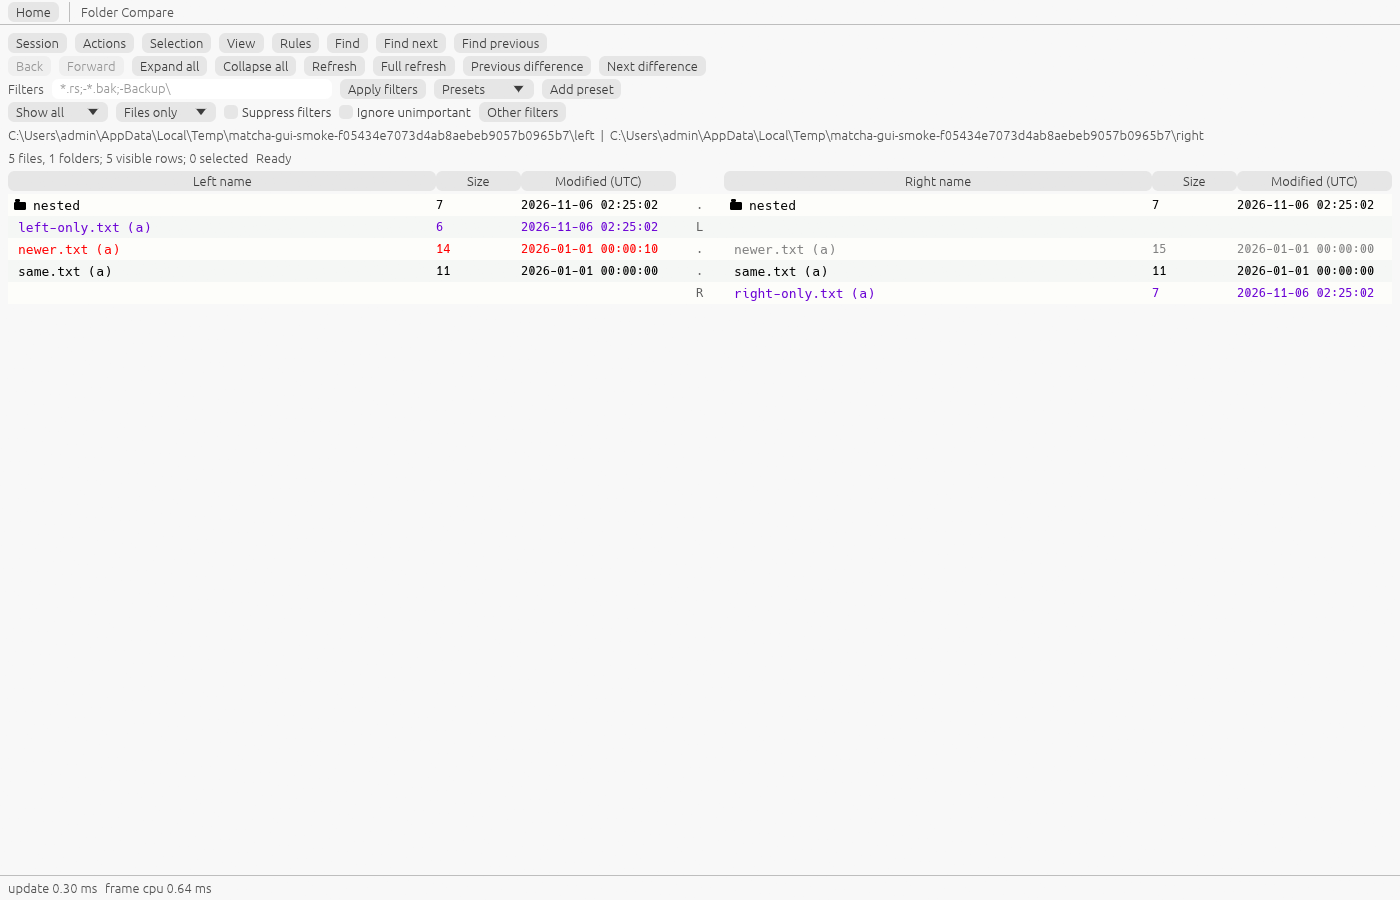 Home Folder Compare
Session Actions Selection View Rules Find Find next Find previous
Back Forward Expand all Collapse all Refresh Full refresh Previous difference Next difference
Filters *.rs;-*.bak;-Backup\ Apply filters Presets Add preset
Show all Files only Suppress filters Ignore unimportant Other filters
C:\Users\admin\AppData\Local\Temp\matcha-gui-smoke-f05434e7073d4ab8aebeb9057b0965b7\left | C:\Users\admin\AppData\Local\Temp\matcha-gui-smoke-f05434e7073d4ab8aebeb9057b0965b7\right
5 files, 1 folders; 5 visible rows; 0 selected Ready
Left name Size Modified (UTC) Right name Size Modified (UTC)
nested 7 2026-11-06 02:25:02 . nested 7 2026-11-06 02:25:02
left-only.txt (a) 6 2026-11-06 02:25:02 L
newer.txt (a) 14 2026-01-01 00:00:10 . newer.txt (a) 15 2026-01-01 00:00:00
same.txt (a) 11 2026-01-01 00:00:00 . same.txt (a) 11 2026-01-01 00:00:00
R right-only.txt (a) 7 2026-11-06 02:25:02
update 0.30 ms frame cpu 0.64 ms